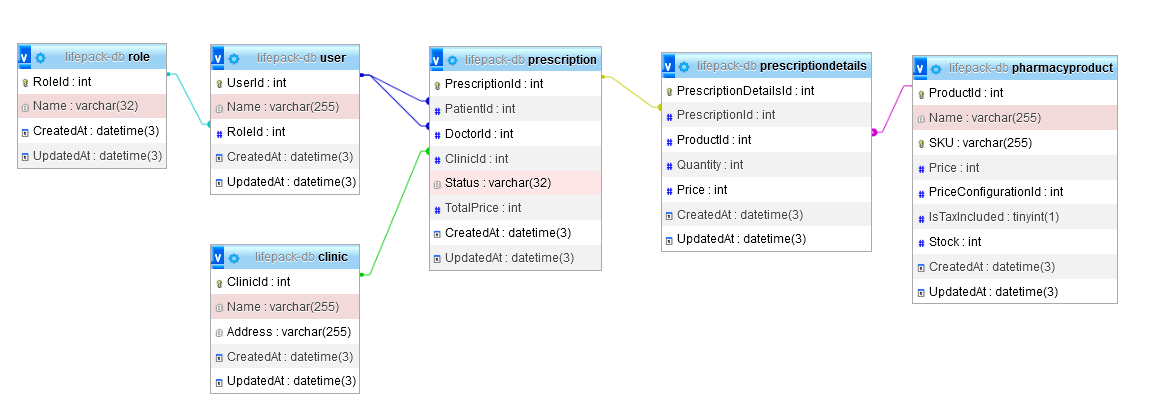 lifepack-db role
RoleId : int
Name : varchar(32)
CreatedAt : datetime(3)
UpdatedAt : datetime(3)
lifepack-db user
UserId : int
Name : varchar(255)
RoleId : int
CreatedAt : datetime(3)
UpdatedAt : datetime(3)
lifepack-db clinic
ClinicId : int
Name : varchar(255)
Address : varchar(255)
CreatedAt : datetime(3)
UpdatedAt : datetime(3)
lifepack-db prescription
PrescriptionId : int
PatientId : int
DoctorId : int
ClinicId : int
Status : varchar(32)
TotalPrice : int
CreatedAt : datetime(3)
UpdatedAt : datetime(3)
lifepack-db prescriptiondetails
PrescriptionDetailsId : int
PrescriptionId : int
ProductId : int
Quantity : int
Price : int
CreatedAt : datetime(3)
UpdatedAt : datetime(3)
lifepack-db pharmacyproduct
ProductId : int
Name : varchar(255)
SKU : varchar(255)
Price : int
PriceConfigurationId : int
IsTaxIncluded : tinyint(1)
Stock : int
CreatedAt : datetime(3)
UpdatedAt : datetime(3)